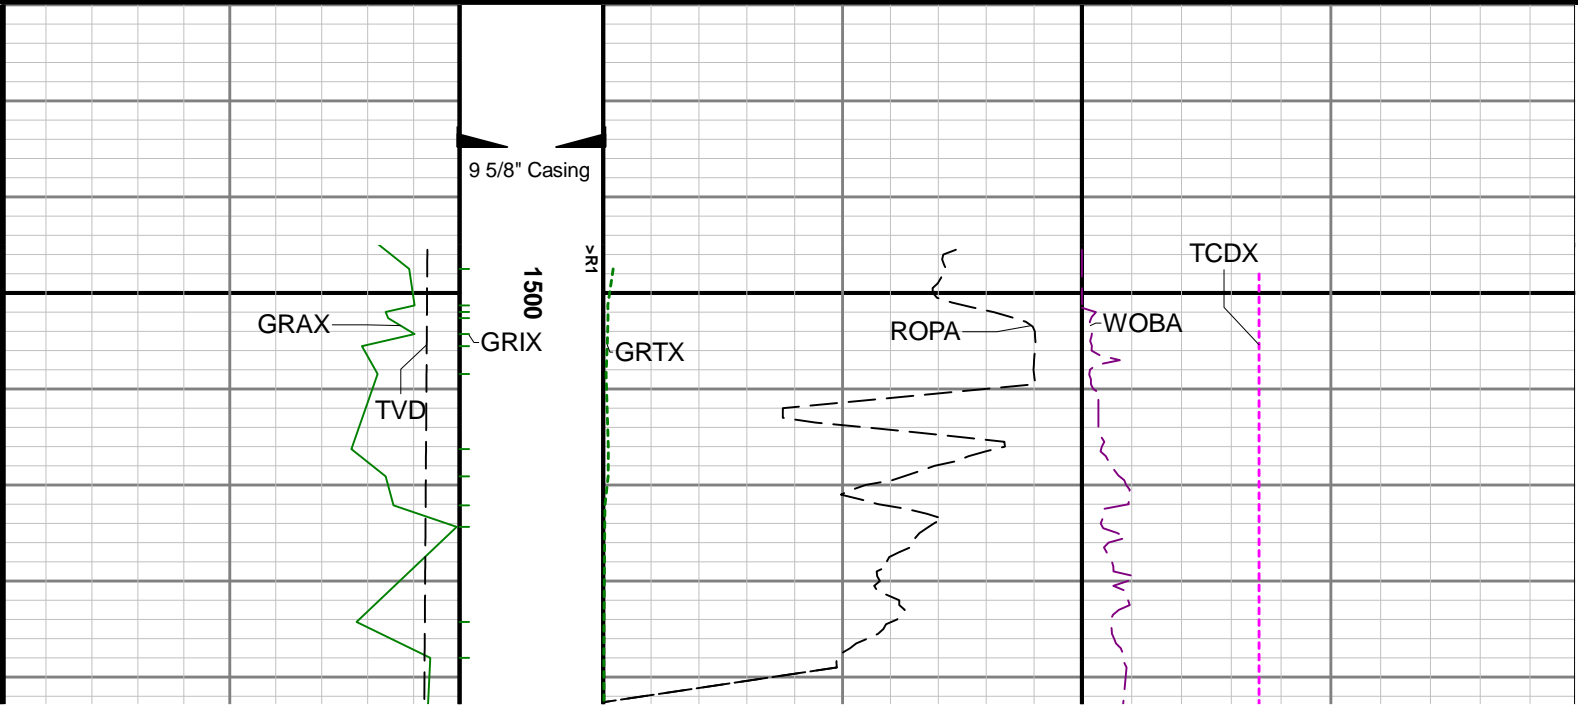 9 5/8" Casing
>R1
1500
TCDX
GRAX
GRIX
GRTX
ROPA
WOBA
TVD